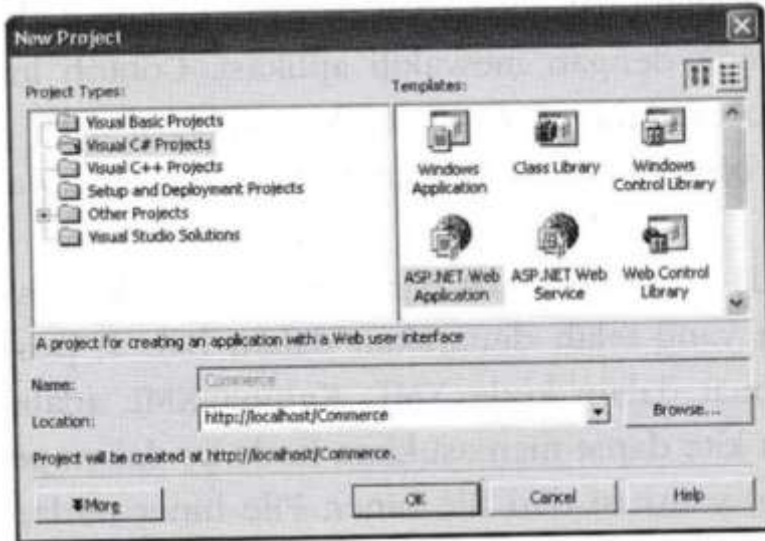 New Project
Project Types:
Templates:
Visual Basic Projects
Visual C# Projects
Visual C++ Projects
Setup and Deployment Projects
Other Projects
Visual Studio Solutions
Windows Application
Class Library
Windows Control Library
ASP.NET Web Application
ASP.NET Web Service
Web Control Library
A project for creating an application with a Web user interface
Name:
Commerce
Location:
http://localhost/Commerce
Browse...
Project will be created at http://localhost/Commerce.
More
OK
Cancel
Help